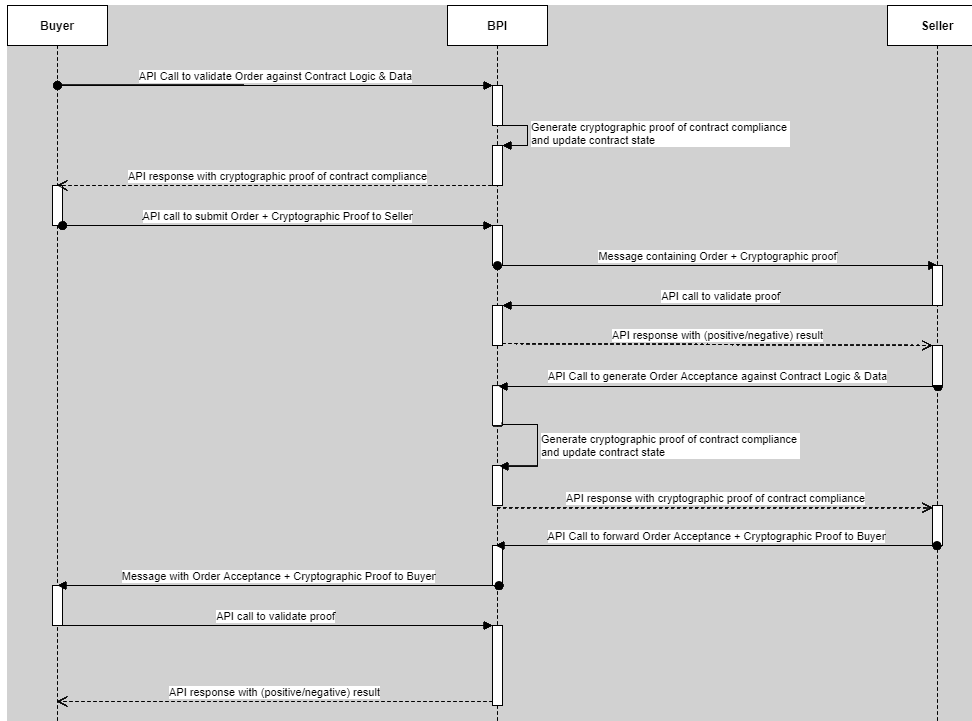 Buyer
BPI
Seller
API Call to validate Order against Contract Logic & Data
Generate cryptographic proof of contract compliance
and update contract state
API response with cryptographic proof of contract compliance
API call to submit Order + Cryptographic Proof to Seller
Message containing Order + Cryptographic proof
API call to validate proof
API response with (positive/negative) result
API Call to generate Order Acceptance against Contract Logic & Data
Generate cryptographic proof of contract compliance
and update contract state
API response with cryptographic proof of contract compliance
API Call to forward Order Acceptance + Cryptographic Proof to Buyer
Message with Order Acceptance + Cryptographic Proof to Buyer
API call to validate proof
API response with (positive/negative) result